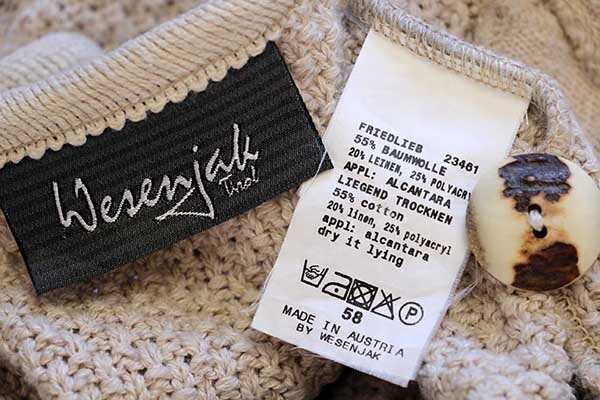 Wesenjak
Tirol
FRIEDLIEB 23461
55% BAUMWOLLE
20% LEINEN, 25% POLYACRY
APPL: ALCANTARA
LIEGEND TROCKNEN
55% cotton
20% linen, 25% polyacryl
appl: alcantara
dry it lying
P
58
MADE IN AUSTRIA
BY WESENJAK